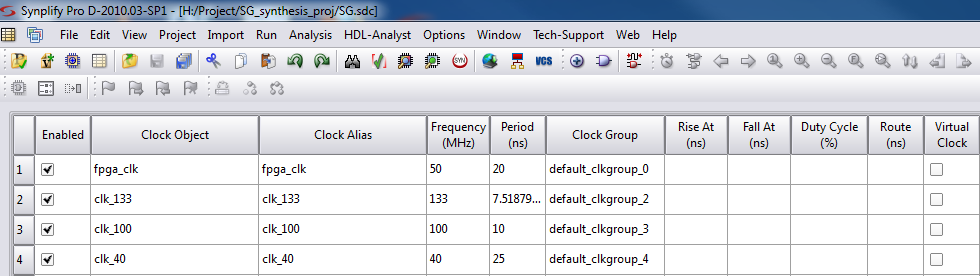 Synplify Pro D-2010.03-SP1 - [H:/Project/SG_synthesis_proj/SG.sdc]
File Edit View Project Import Run Analysis HDL-Analyst Options Window Tech-Support Web Help
SYN VCS
Enabled Clock Object Clock Alias Frequency (MHz) Period (ns) Clock Group Rise At (ns) Fall At (ns) Duty Cycle (%) Route (ns) Virtual Clock
1 fpga_clk fpga_clk 50 20 default_clkgroup_0
2 clk_133 clk_133 133 7.51879... default_clkgroup_2
3 clk_100 clk_100 100 10 default_clkgroup_3
4 clk_40 clk_40 40 25 default_clkgroup_4